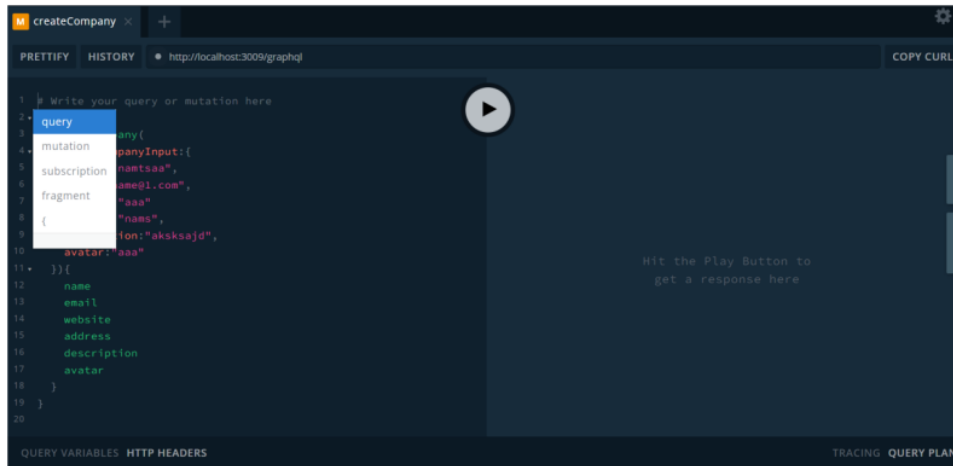 M createCompany × +
PRETTIFY HISTORY http://localhost:3009/graphql COPY CURL
1 # Write your query or mutation here
2
3 any(
4 panyInput:{
5 namtsaa",
6 ame@1.com",
7 "aaa"
8 "nams",
9 ion:"aksksajd",
10 avatar:"aaa"
11 }){
12 name
13 email
14 website
15 address
16 description
17 avatar
18 }
19 }
20
query
mutation
subscription
fragment
{
Hit the Play Button to
get a response here
QUERY VARIABLES HTTP HEADERS TRACING QUERY PLAN